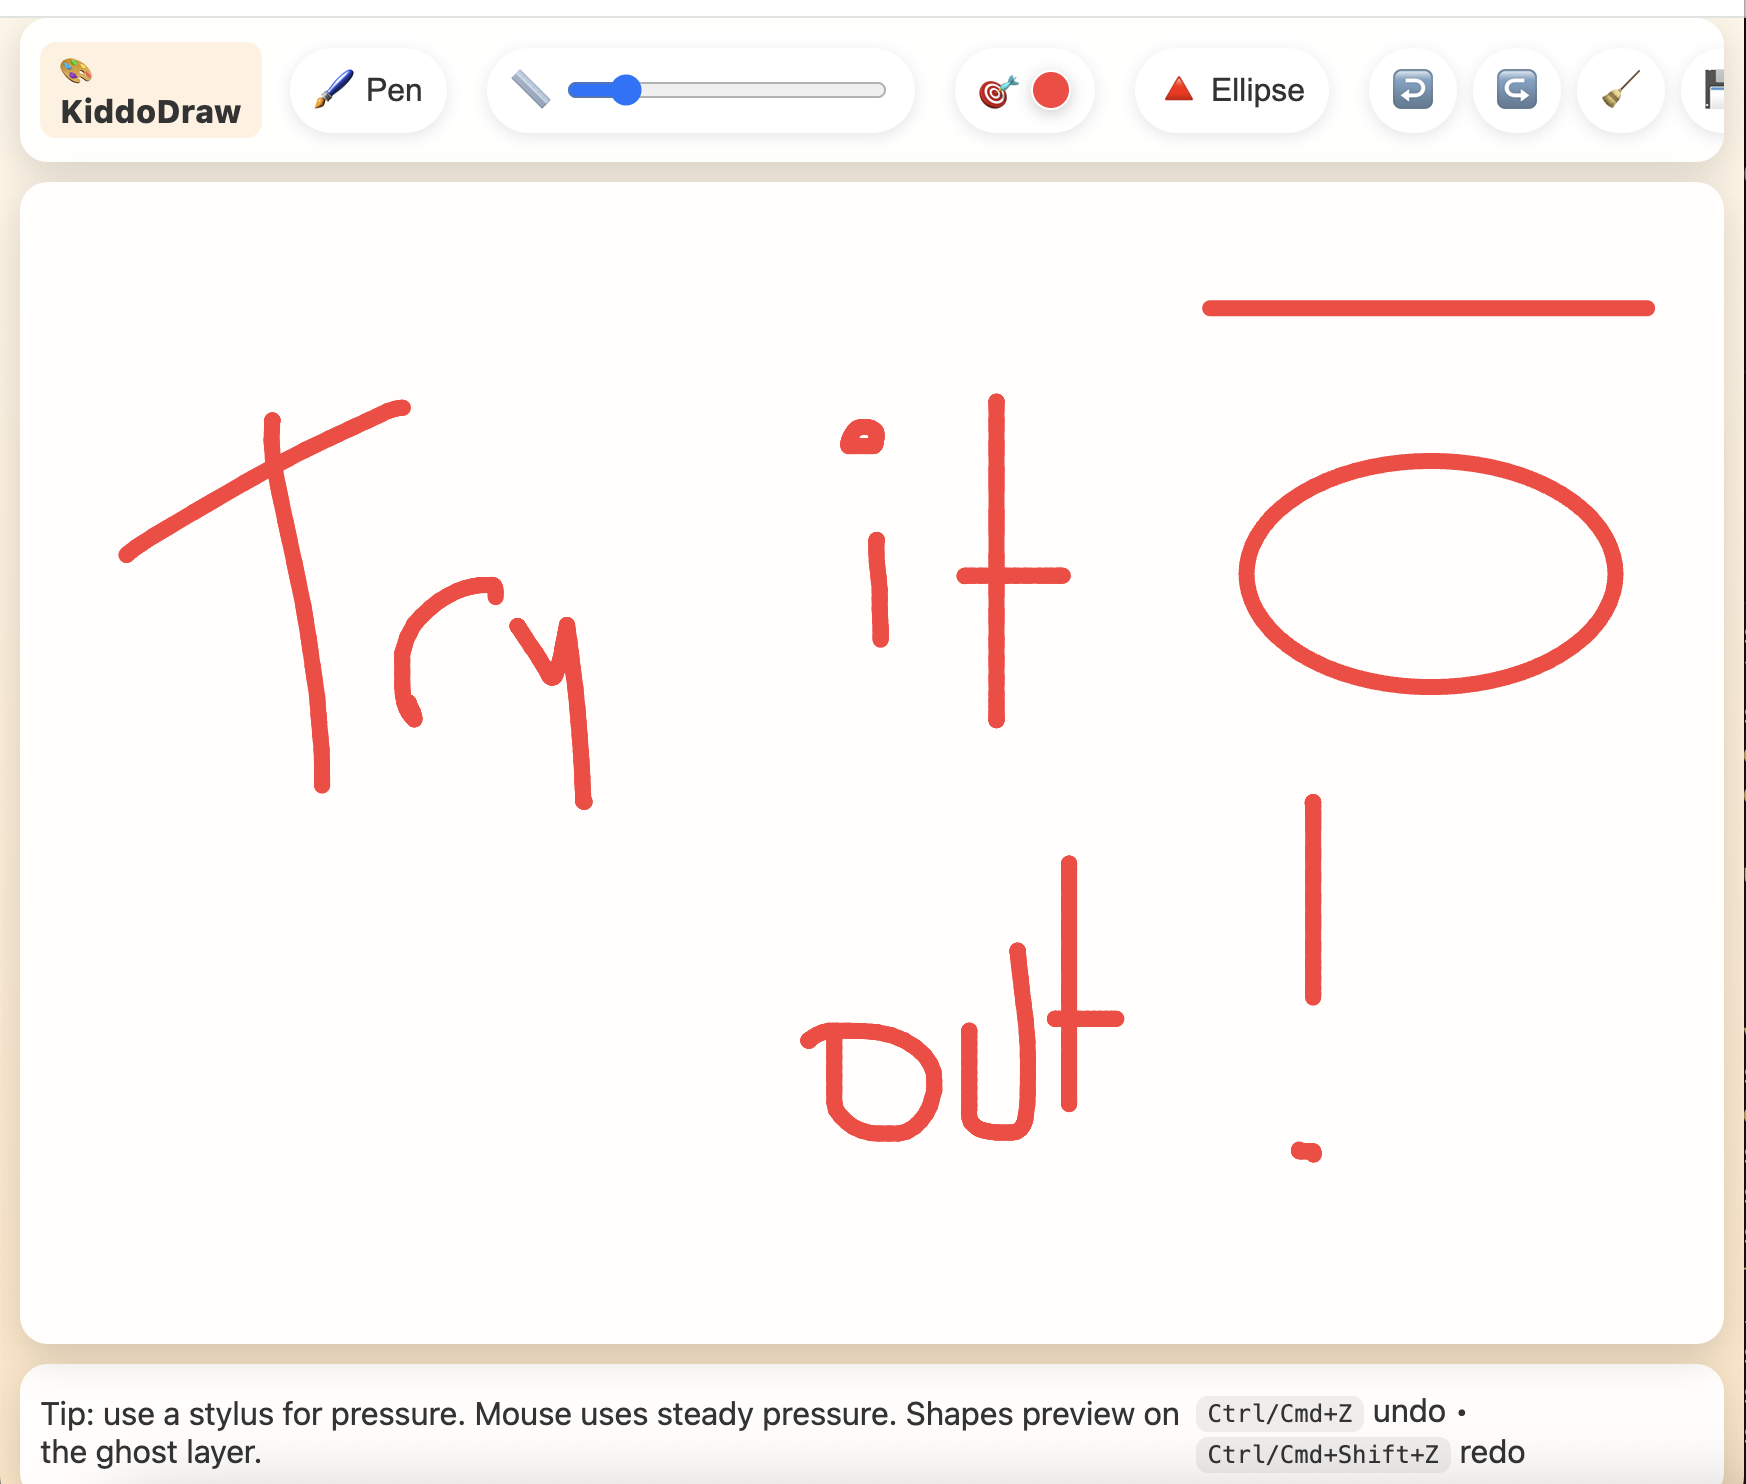 KiddoDraw
Pen
Ellipse
Try it
out !
Tip: use a stylus for pressure. Mouse uses steady pressure. Shapes preview on
the ghost layer.
Ctrl/Cmd+Z undo •
Ctrl/Cmd+Shift+Z redo